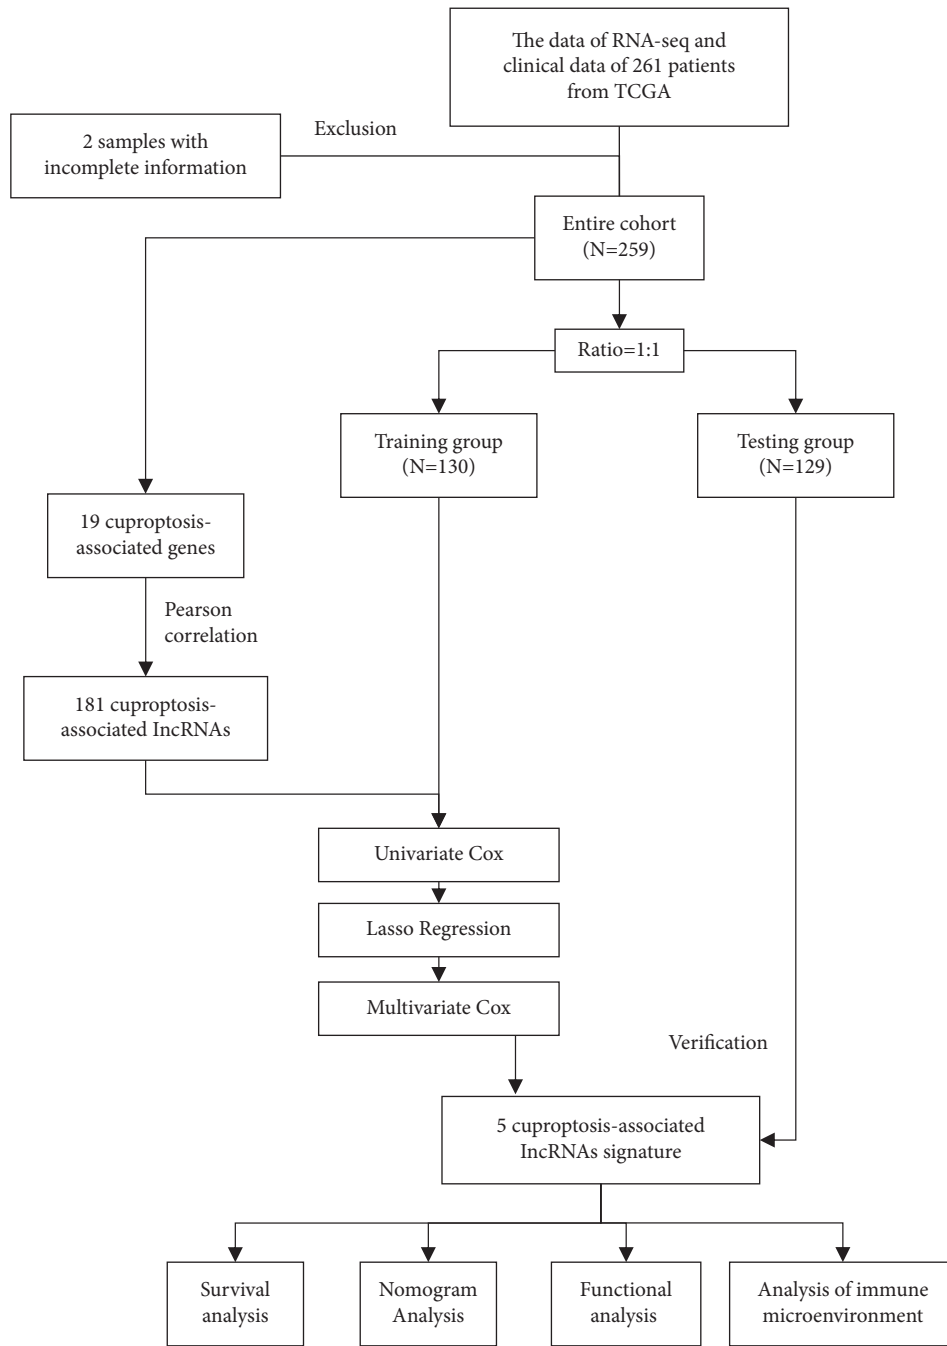 The data of RNA-seq and
clinical data of 261 patients
from TCGA
Exclusion
2 samples with
incomplete information
Entire cohort
(N=259)
Ratio=1:1
Training group
(N=130)
Testing group
(N=129)
19 cuproptosis-
associated genes
Pearson
correlation
181 cuproptosis-
associated IncRNAs
Univariate Cox
Lasso Regression
Multivariate Cox
Verification
5 cuproptosis-associated
IncRNAs signature
Survival
analysis
Nomogram
Analysis
Functional
analysis
Analysis of immune
microenvironment